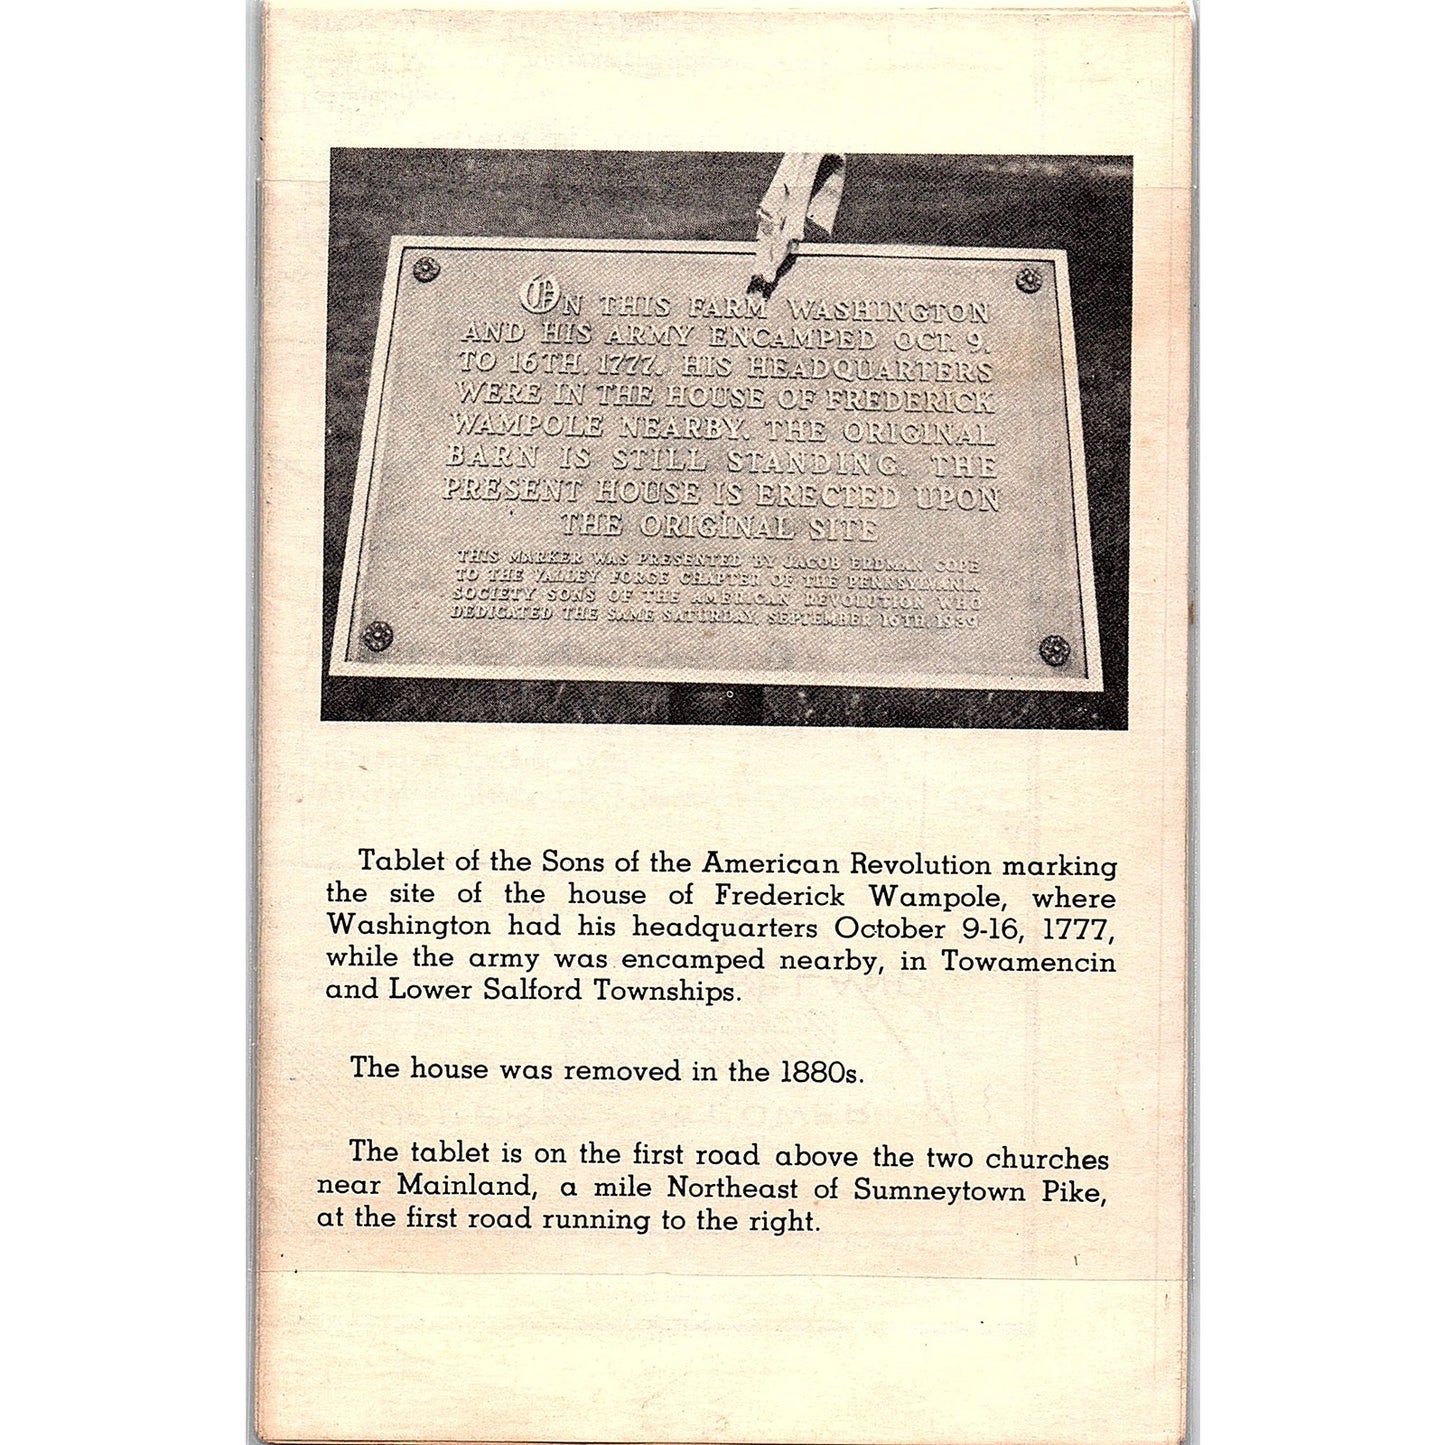 On this farm Washington
and his army encamped Oct. 9,
to 16th, 1777. His headquarters
were in the house of Frederick
Wampole nearby. The original
barn is still standing. The
present house is erected upon
the original site
This marker was presented by Jacob Erdman Cope
to the Valley Forge Chapter of the Pennsylvania
Society Sons of the American Revolution who
dedicated the same Saturday, September 16th, 1939
Tablet of the Sons of the American Revolution marking
the site of the house of Frederick Wampole, where
Washington had his headquarters October 9-16, 1777,
while the army was encamped nearby, in Towamencin
and Lower Salford Townships.
The house was removed in the 1880s.
The tablet is on the first road above the two churches
near Mainland, a mile Northeast of Sumneytown Pike,
at the first road running to the right.